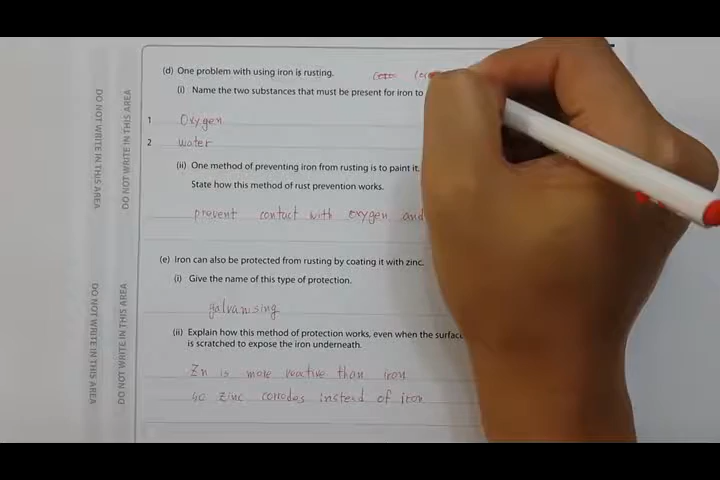 (d) One problem with using iron is rusting.
(i) Name the two substances that must be present for iron to
1 Oxygen
2 water
(ii) One method of preventing iron from rusting is to paint it.
State how this method of rust prevention works.
prevent contact with oxygen and
(e) Iron can also be protected from rusting by coating it with zinc.
(i) Give the name of this type of protection.
galvanising
(ii) Explain how this method of protection works, even when the surface
is scratched to expose the iron underneath.
Zn is more reactive than iron
so zinc corrodes instead of iron
DO NOT WRITE IN THIS AREA
DO NOT WRITE IN THIS AREA
DO NOT WRITE IN THIS AREA
DO NOT WRITE IN THIS AREA